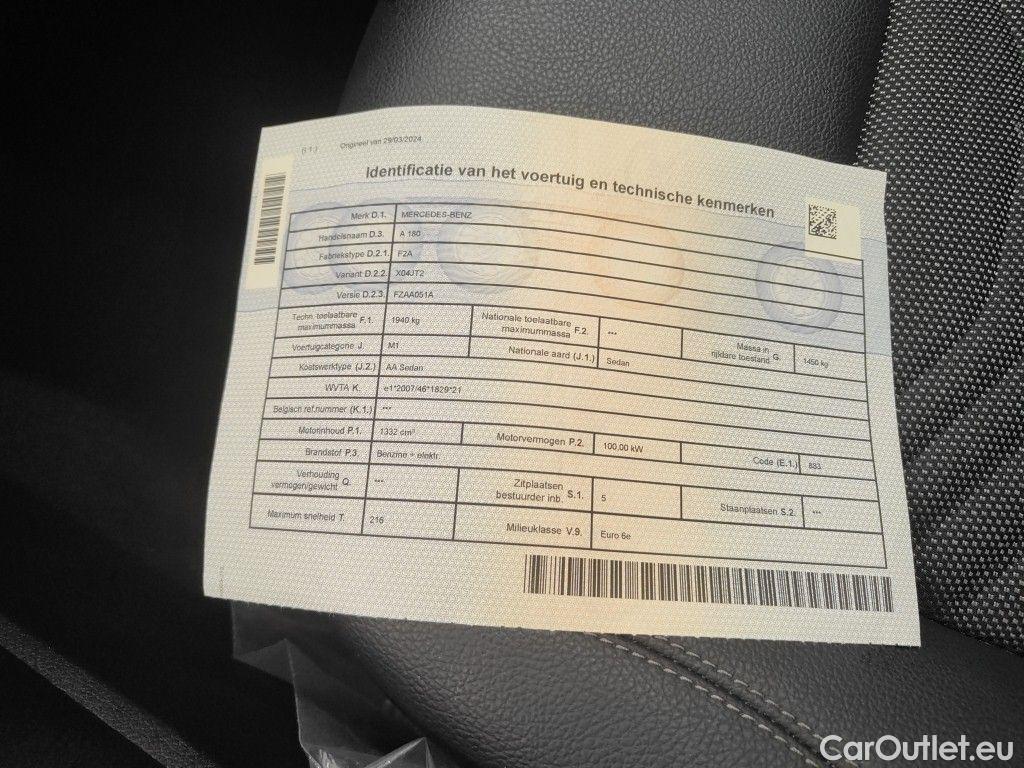 (I.1.) Origineel van 29/03/2024
Identificatie van het voertuig en technische kenmerken
Merk D.1. MERCEDES-BENZ
Handelsnaam D.3. A 180
Fabriekstype D.2.1. F2A
Variant D.2.2. X04JT2
Versie D.2.3. FZAA051A
Techn. toelaatbare maximummassa F.1. 1940 kg Nationale toelaatbare maximummassa F.2. *** Massa in rijklare toestand G. 1450 kg
Voertuigcategorie J. M1 Nationale aard (J.1.) Sedan
Koetswerktype (J.2.) AA Sedan
WVTA K. e1*2007/46*1829*21
Belgisch ref.nummer (K.1.) ***
Motorinhoud P.1. 1332 cm³ Motorvermogen P.2. 100,00 kW Code (E.1.) 883
Brandstof P.3. Benzine + elektr.
Verhouding vermogen/gewicht Q. *** Zitplaatsen bestuurder inb. S.1. 5 Staanplaatsen S.2. ***
Maximum snelheid T. 216 Milieuklasse V.9. Euro 6e
CarOutlet.eu